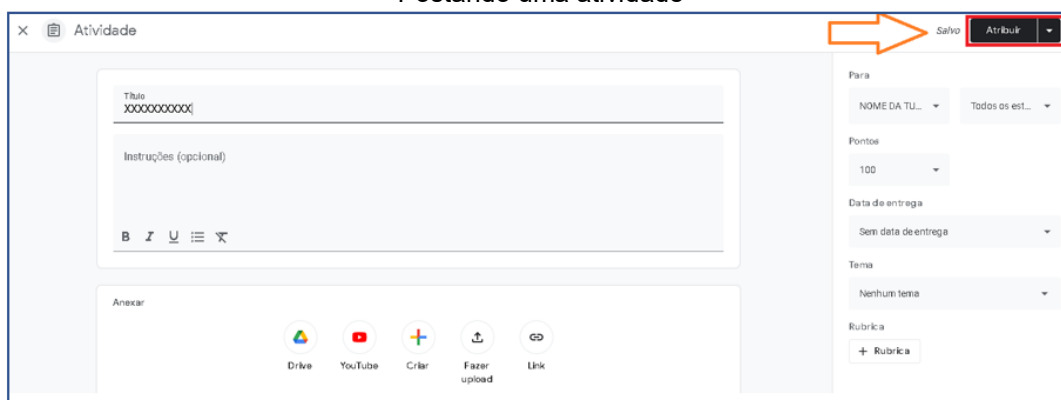 Postando uma atividade
Atividade
Salvo
Atribuir
Título
XXXXXXXXXX
Instruções (opcional)
B I U
Anexar
Drive
YouTube
Criar
Fazer
upload
Link
Para
NOME DA TU...
Todos os est...
Pontos
100
Data de entrega
Sem data de entrega
Tema
Nenhum tema
Rubrica
+ Rubrica